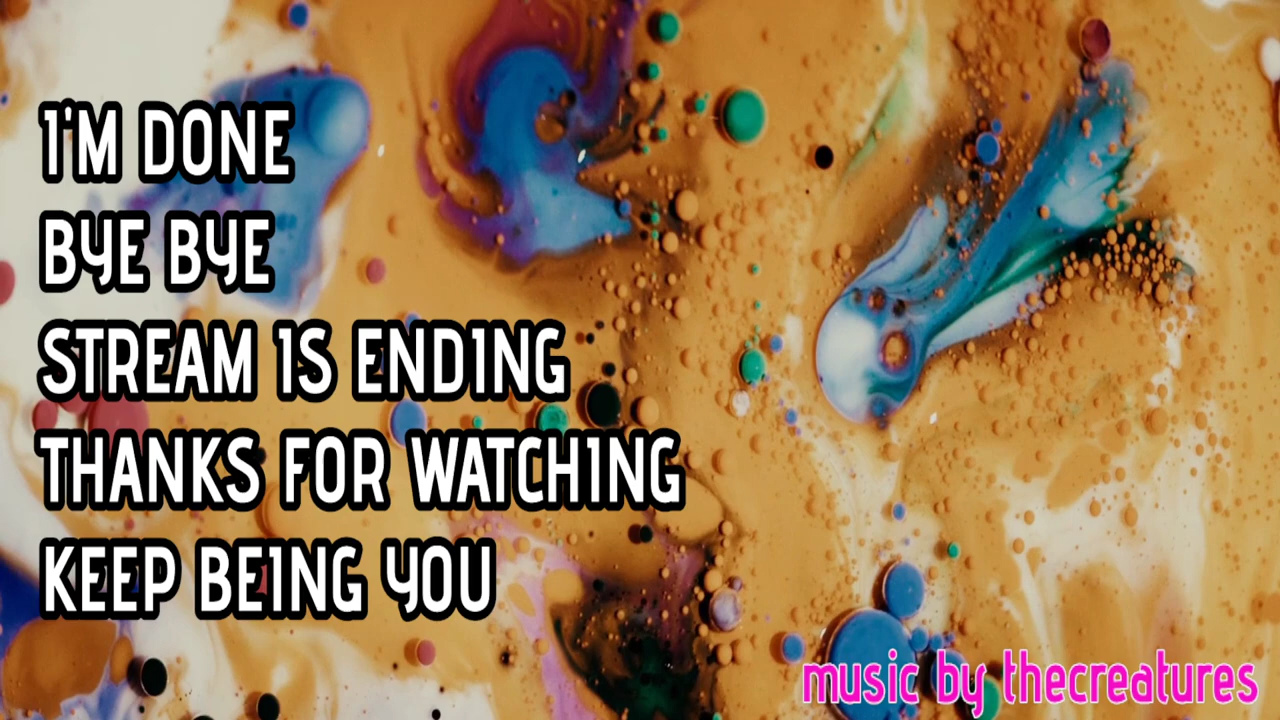 I'M DONE
BYE BYE
STREAM IS ENDING
THANKS FOR WATCHING
KEEP BEING YOU
music by thecreatures